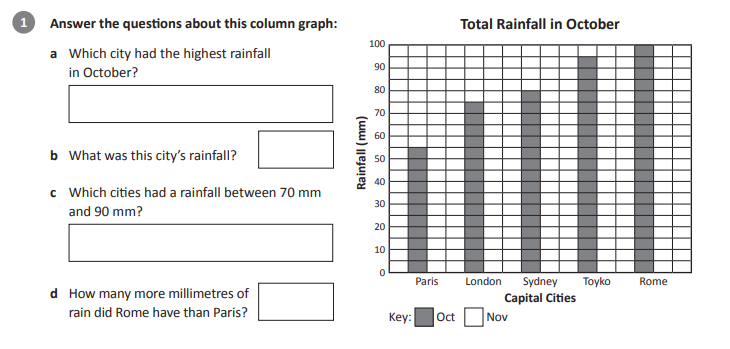 1 Answer the questions about this column graph:
a Which city had the highest rainfall
in October?
b What was this city's rainfall?
c Which cities had a rainfall between 70 mm
and 90 mm?
d How many more millimetres of
rain did Rome have than Paris?
Total Rainfall in October
Rainfall (mm)
100
90
80
70
60
50
40
30
20
10
0
Paris London Sydney Toyko Rome
Capital Cities
Key: Oct Nov